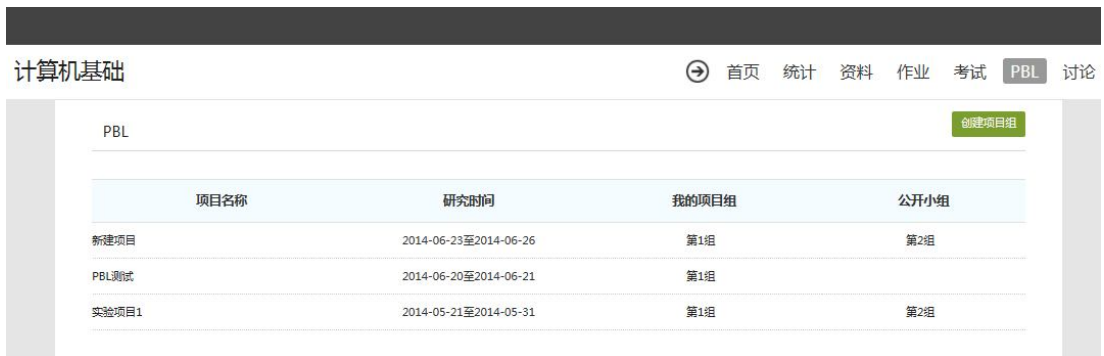 计算机基础 首页 统计 资料 作业 考试 PBL 讨论
PBL 创建项目组
项目名称 研究时间 我的项目组 公开小组
新建项目 2014-06-23至2014-06-26 第1组 第2组
PBL测试 2014-06-20至2014-06-21 第1组
实验项目1 2014-05-21至2014-05-31 第1组 第2组